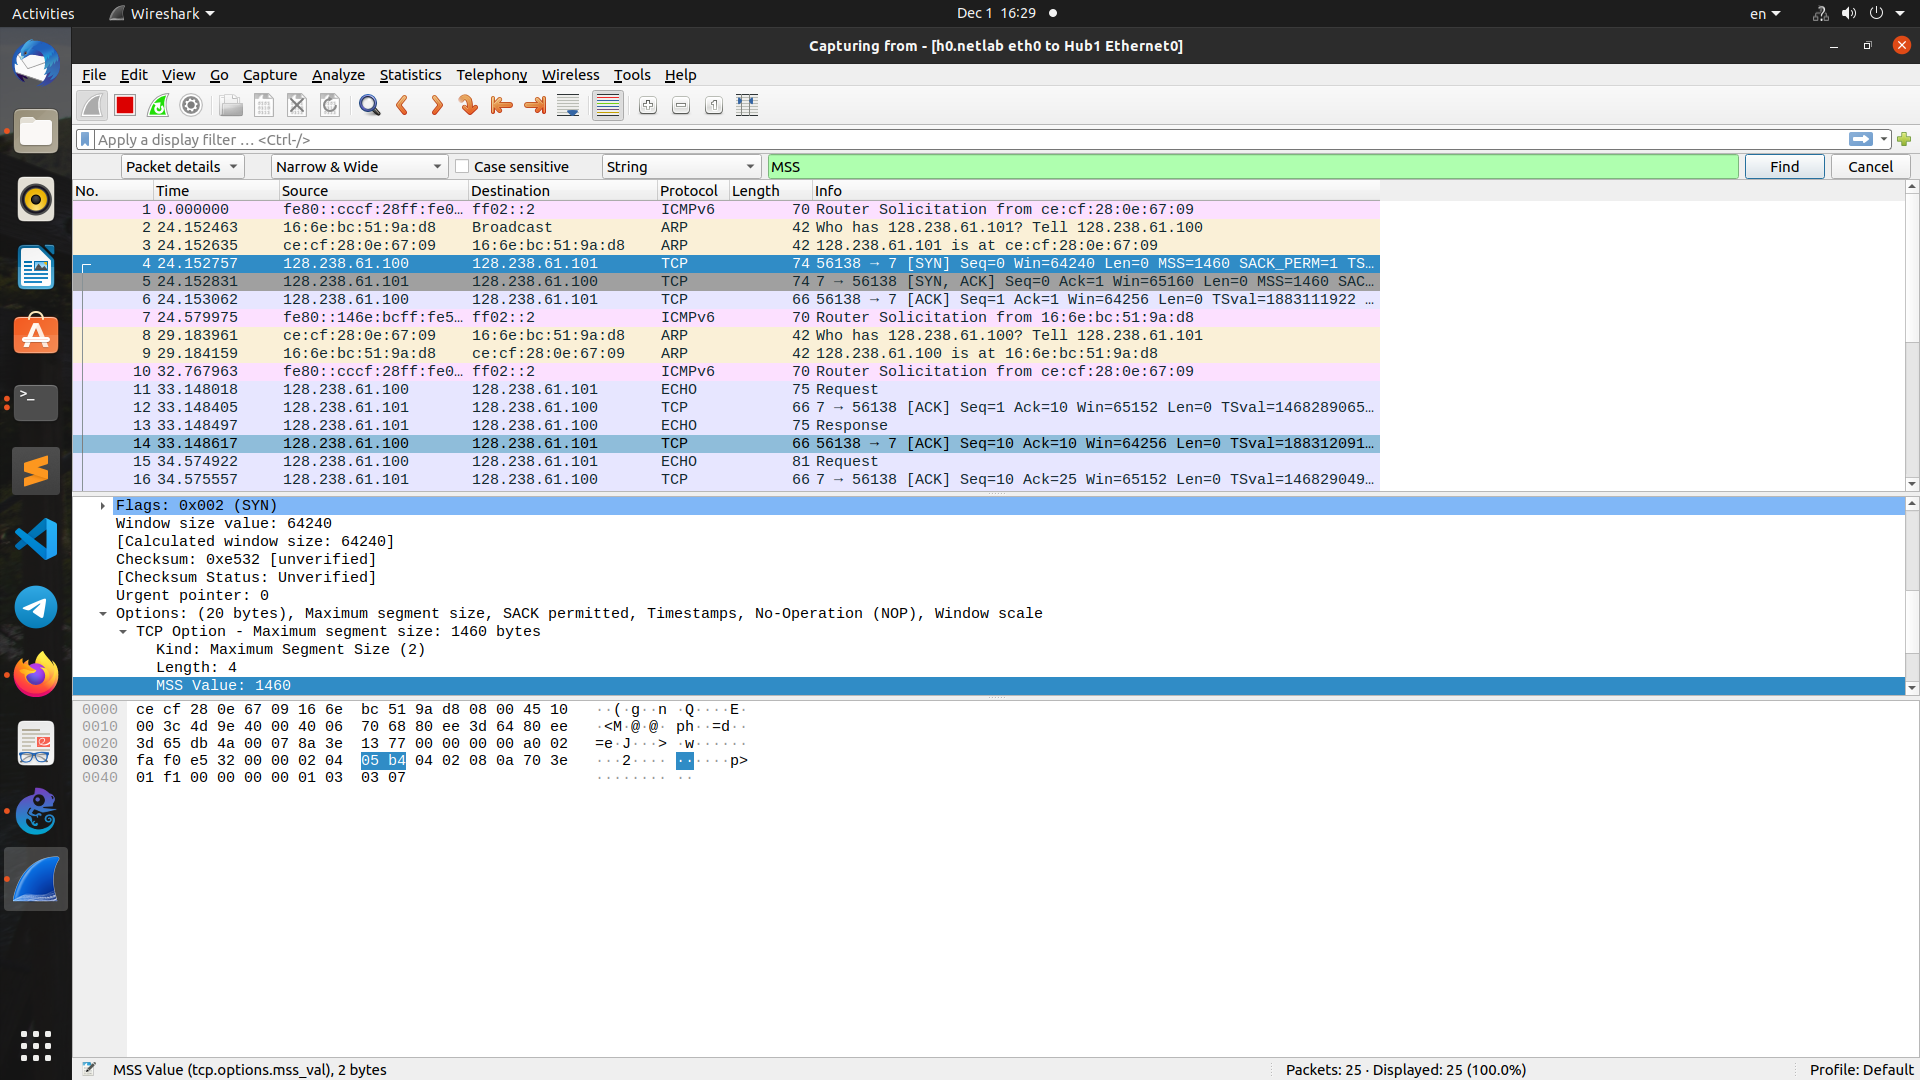 Activities
Wireshark
Dec 1 16:29
en
Capturing from - [h0.netlab eth0 to Hub1 Ethernet0]
File Edit View Go Capture Analyze Statistics Telephony Wireless Tools Help
Apply a display filter … <Ctrl-/>
Packet details Narrow & Wide Case sensitive String MSS Find Cancel
No. Time Source Destination Protocol Length Info
1 0.000000 fe80::cccf:28ff:fe0… ff02::2 ICMPv6 70 Router Solicitation from ce:cf:28:0e:67:09
2 24.152463 16:6e:bc:51:9a:d8 Broadcast ARP 42 Who has 128.238.61.101? Tell 128.238.61.100
3 24.152635 ce:cf:28:0e:67:09 16:6e:bc:51:9a:d8 ARP 42 128.238.61.101 is at ce:cf:28:0e:67:09
4 24.152757 128.238.61.100 128.238.61.101 TCP 74 56138 → 7 [SYN] Seq=0 Win=64240 Len=0 MSS=1460 SACK_PERM=1 TS…
5 24.152831 128.238.61.101 128.238.61.100 TCP 74 7 → 56138 [SYN, ACK] Seq=0 Ack=1 Win=65160 Len=0 MSS=1460 SAC…
6 24.153062 128.238.61.100 128.238.61.101 TCP 66 56138 → 7 [ACK] Seq=1 Ack=1 Win=64256 Len=0 TSval=1883111922 …
7 24.579975 fe80::146e:bcff:fe5… ff02::2 ICMPv6 70 Router Solicitation from 16:6e:bc:51:9a:d8
8 29.183961 ce:cf:28:0e:67:09 16:6e:bc:51:9a:d8 ARP 42 Who has 128.238.61.100? Tell 128.238.61.101
9 29.184159 16:6e:bc:51:9a:d8 ce:cf:28:0e:67:09 ARP 42 128.238.61.100 is at 16:6e:bc:51:9a:d8
10 32.767963 fe80::cccf:28ff:fe0… ff02::2 ICMPv6 70 Router Solicitation from ce:cf:28:0e:67:09
11 33.148018 128.238.61.100 128.238.61.101 ECHO 75 Request
12 33.148405 128.238.61.101 128.238.61.100 TCP 66 7 → 56138 [ACK] Seq=1 Ack=10 Win=65152 Len=0 TSval=1468289065…
13 33.148497 128.238.61.101 128.238.61.100 ECHO 75 Response
14 33.148617 128.238.61.100 128.238.61.101 TCP 66 56138 → 7 [ACK] Seq=10 Ack=10 Win=64256 Len=0 TSval=188312091…
15 34.574922 128.238.61.100 128.238.61.101 ECHO 81 Request
16 34.575557 128.238.61.101 128.238.61.100 TCP 66 7 → 56138 [ACK] Seq=10 Ack=25 Win=65152 Len=0 TSval=146829049…
Flags: 0x002 (SYN)
Window size value: 64240
[Calculated window size: 64240]
Checksum: 0xe532 [unverified]
[Checksum Status: Unverified]
Urgent pointer: 0
Options: (20 bytes), Maximum segment size, SACK permitted, Timestamps, No-Operation (NOP), Window scale
TCP Option - Maximum segment size: 1460 bytes
Kind: Maximum Segment Size (2)
Length: 4
MSS Value: 1460
0000 ce cf 28 0e 67 09 16 6e bc 51 9a d8 08 00 45 10 ··(·g··n ·Q····E·
0010 00 3c 4d 9e 40 00 40 06 70 68 80 ee 3d 64 80 ee ·<M·@·@· ph··=d··
0020 3d 65 db 4a 00 07 8a 3e 13 77 00 00 00 00 a0 02 =e·J···> ·w······
0030 fa f0 e5 32 00 00 02 04 05 b4 04 02 08 0a 70 3e ···2···· ······p>
0040 01 f1 00 00 00 00 01 03 03 07 ········ ··
MSS Value (tcp.options.mss_val), 2 bytes
Packets: 25 · Displayed: 25 (100.0%)
Profile: Default